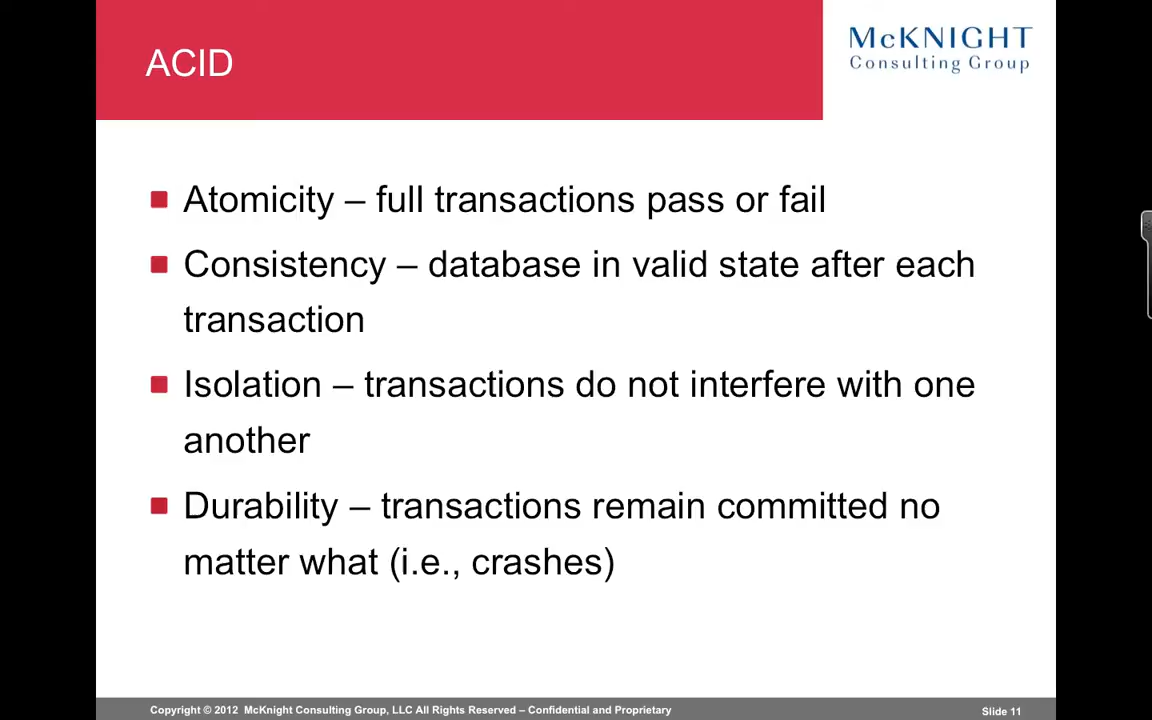 ACID
McKNIGHT
Consulting Group
Atomicity – full transactions pass or fail
Consistency – database in valid state after each
transaction
Isolation – transactions do not interfere with one
another
Durability – transactions remain committed no
matter what (i.e., crashes)
Copyright © 2012 McKnight Consulting Group, LLC All Rights Reserved – Confidential and Proprietary
Slide 11